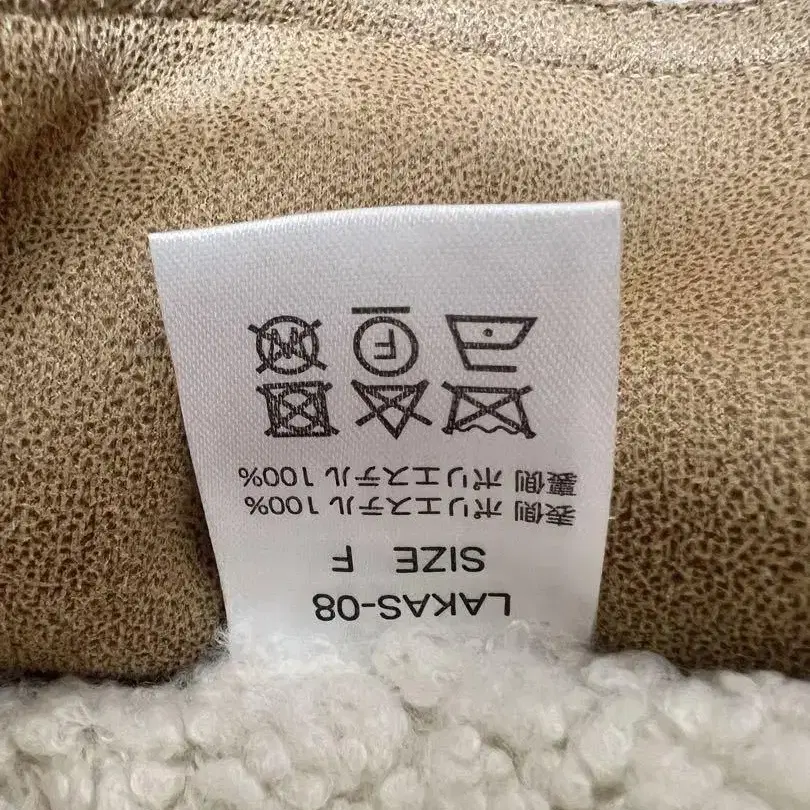 LAKAS-08
SIZE F
表側 ポリエステル 100%
裏側 ポリエステル 100%
F
W